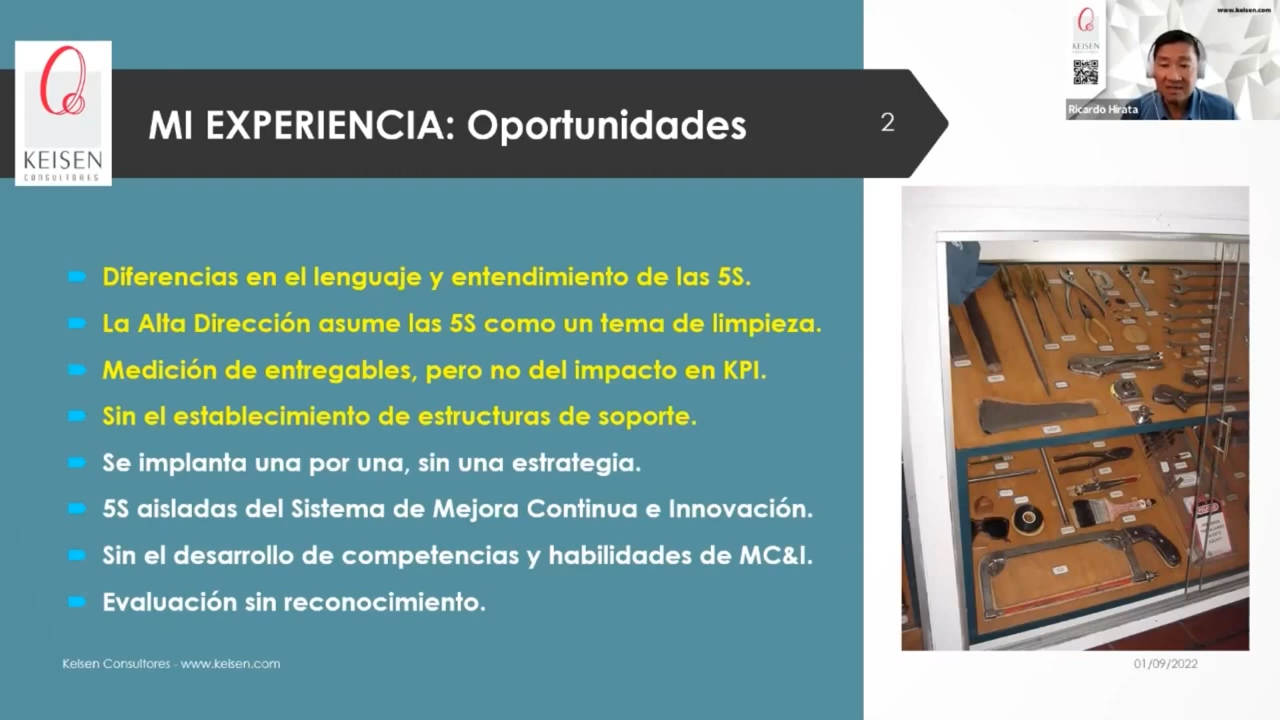 www.keisen.com
KEISEN
Ricardo Hirata
KEISEN
CONSULTORES
MI EXPERIENCIA: Oportunidades
2
Diferencias en el lenguaje y entendimiento de las 5S.
La Alta Dirección asume las 5S como un tema de limpieza.
Medición de entregables, pero no del impacto en KPI.
Sin el establecimiento de estructuras de soporte.
Se implanta una por una, sin una estrategia.
5S aisladas del Sistema de Mejora Continua e Innovación.
Sin el desarrollo de competencias y habilidades de MC&I.
Evaluación sin reconocimiento.
Keisen Consultores - www.keisen.com
01/09/2022